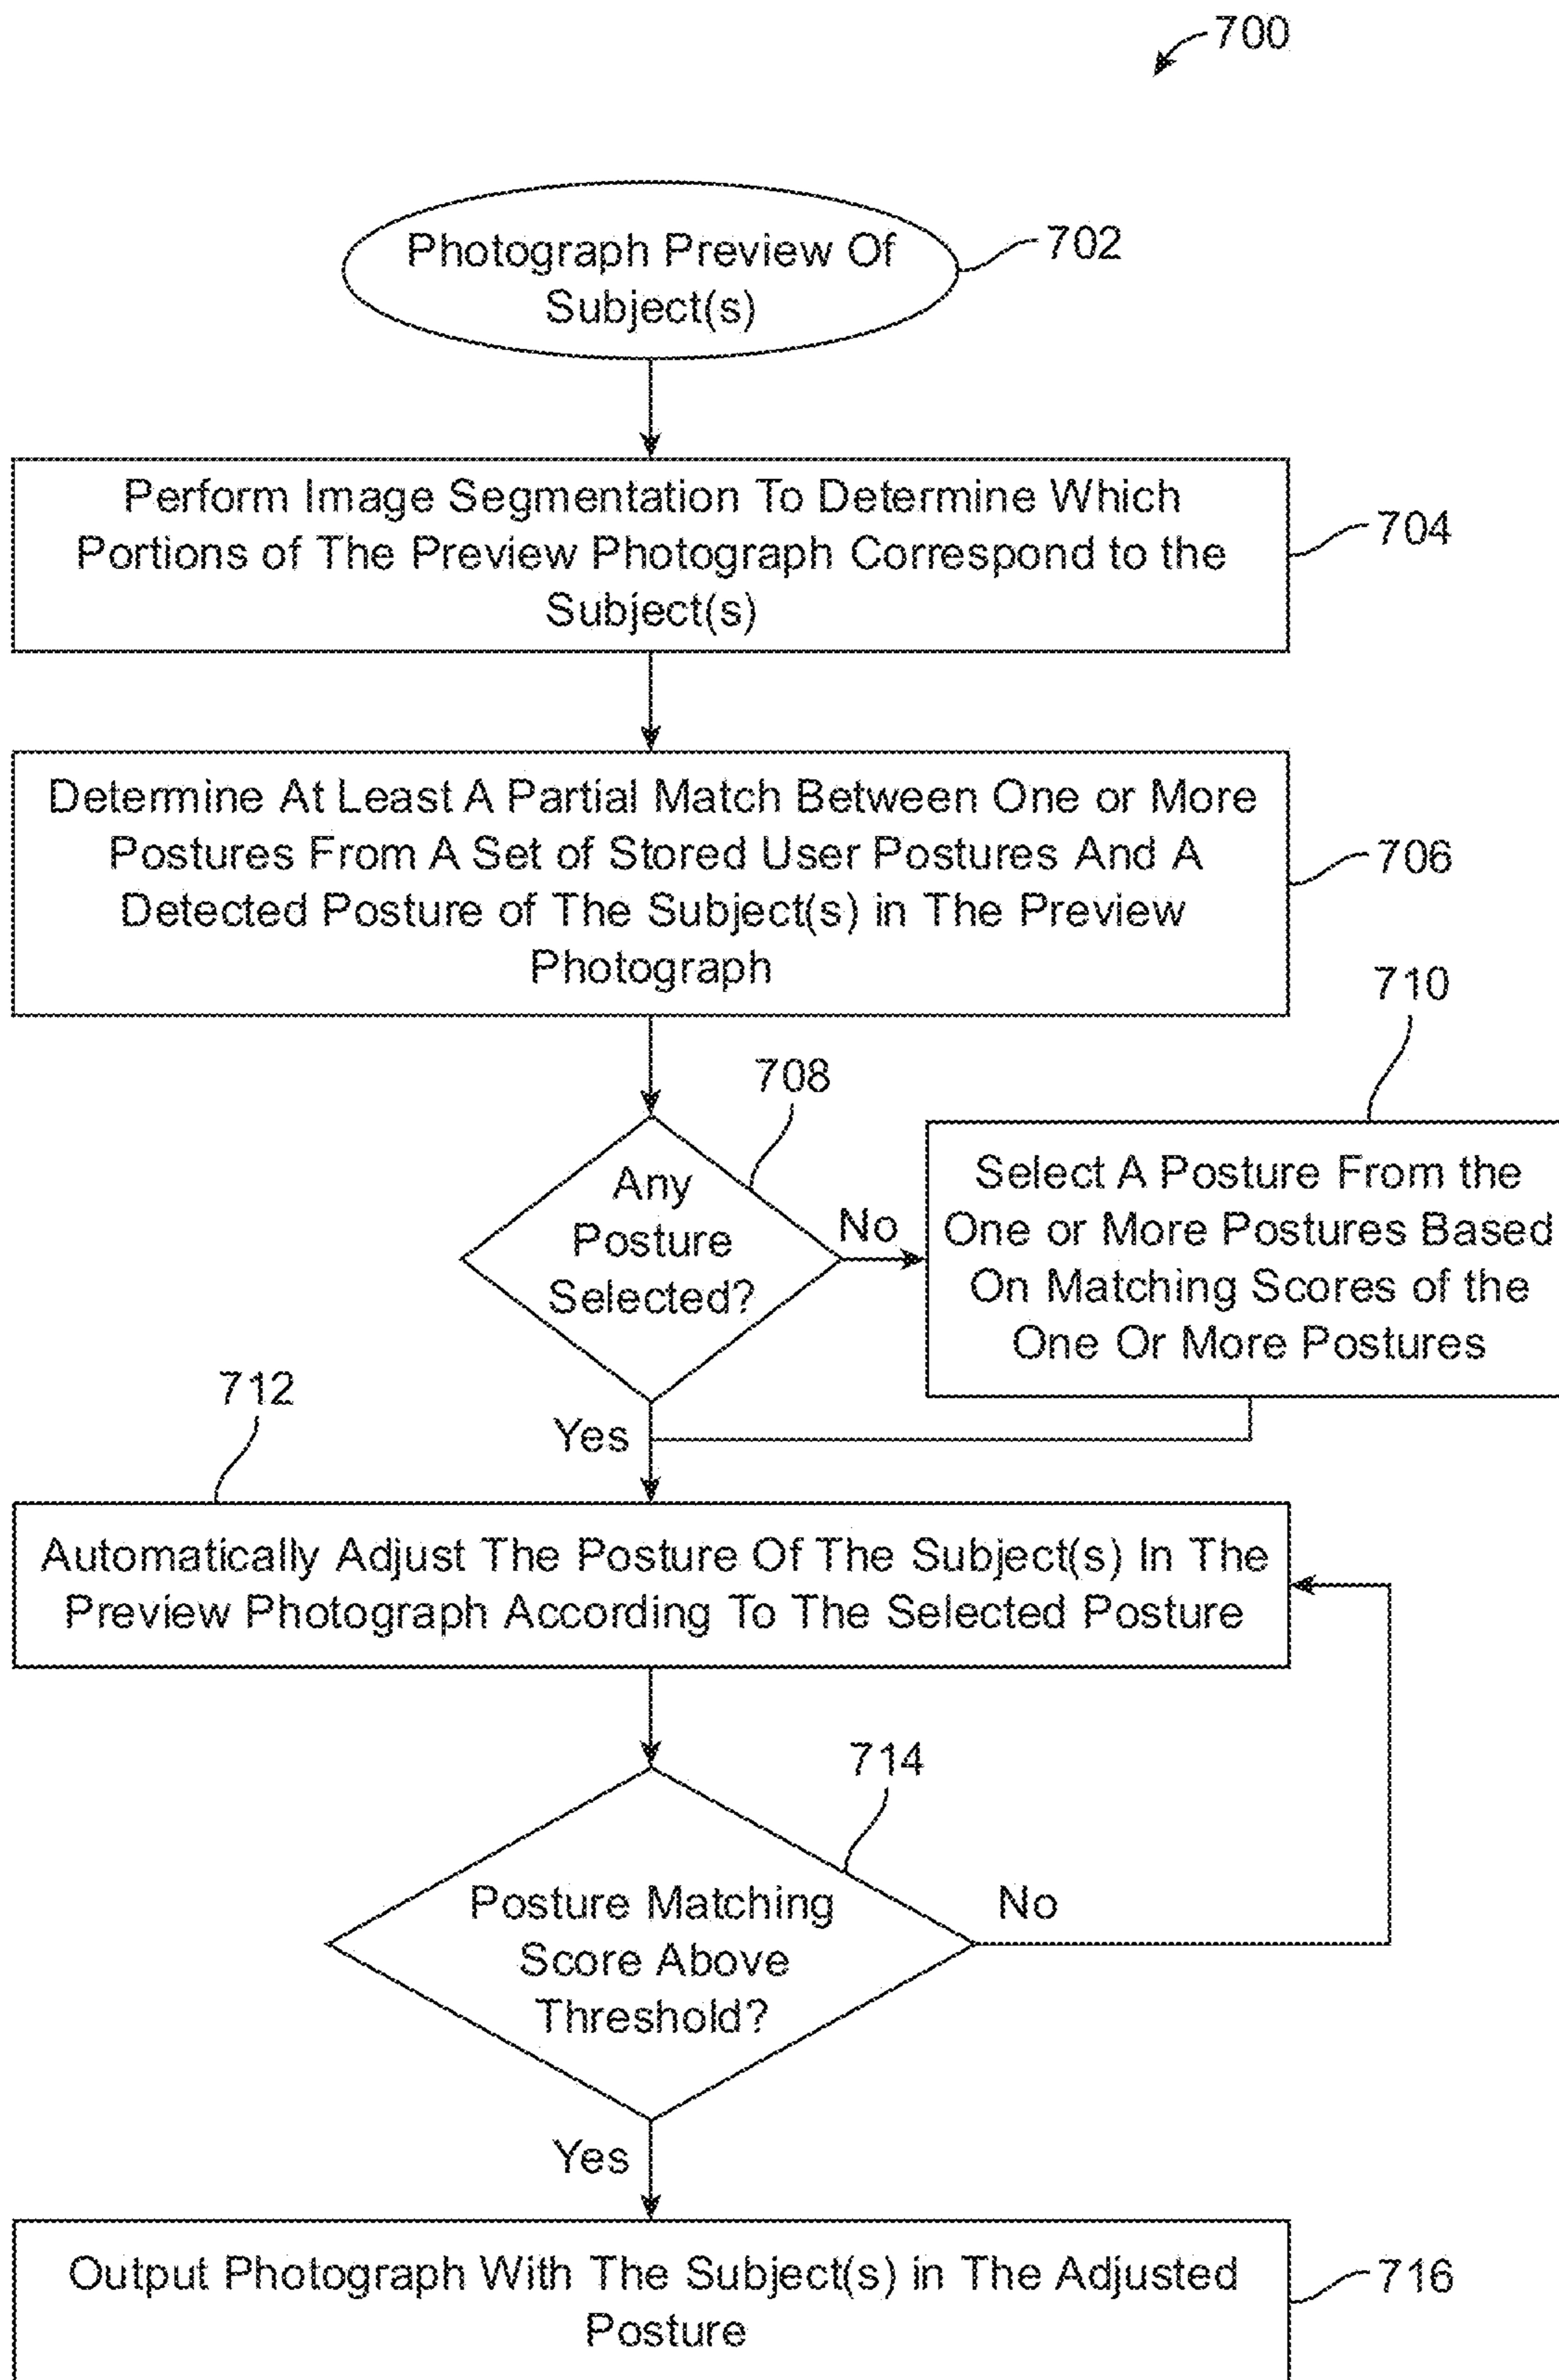 700
Photograph Preview Of
Subject(s)
702
Perform Image Segmentation To Determine Which
Portions of The Preview Photograph Correspond to the
Subject(s)
704
Determine At Least A Partial Match Between One or More
Postures From A Set of Stored User Postures And A
Detected Posture of The Subject(s) in The Preview
Photograph
706
708
Any
Posture
Selected?
No
710
Select A Posture From the
One or More Postures Based
On Matching Scores of the
One Or More Postures
Yes
712
Automatically Adjust The Posture Of The Subject(s) In The
Preview Photograph According To The Selected Posture
714
Posture Matching
Score Above
Threshold?
No
Yes
Output Photograph With The Subject(s) in The Adjusted
Posture
716